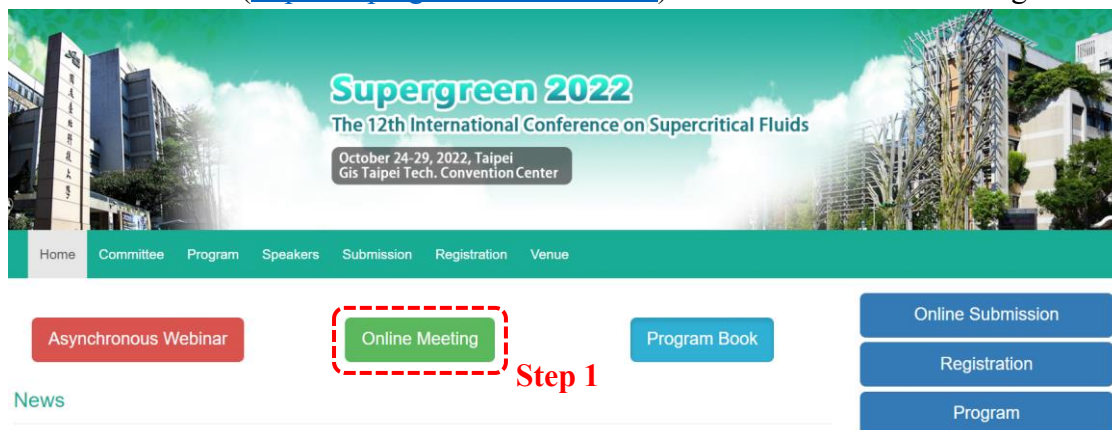 Supergreen 2022
The 12th International Conference on Supercritical Fluids
October 24-29, 2022, Taipei
Gis Taipei Tech. Convention Center
Home Committee Program Speakers Submission Registration Venue
Asynchronous Webinar Online Meeting Program Book
Step 1
Online Submission
Registration
Program
News